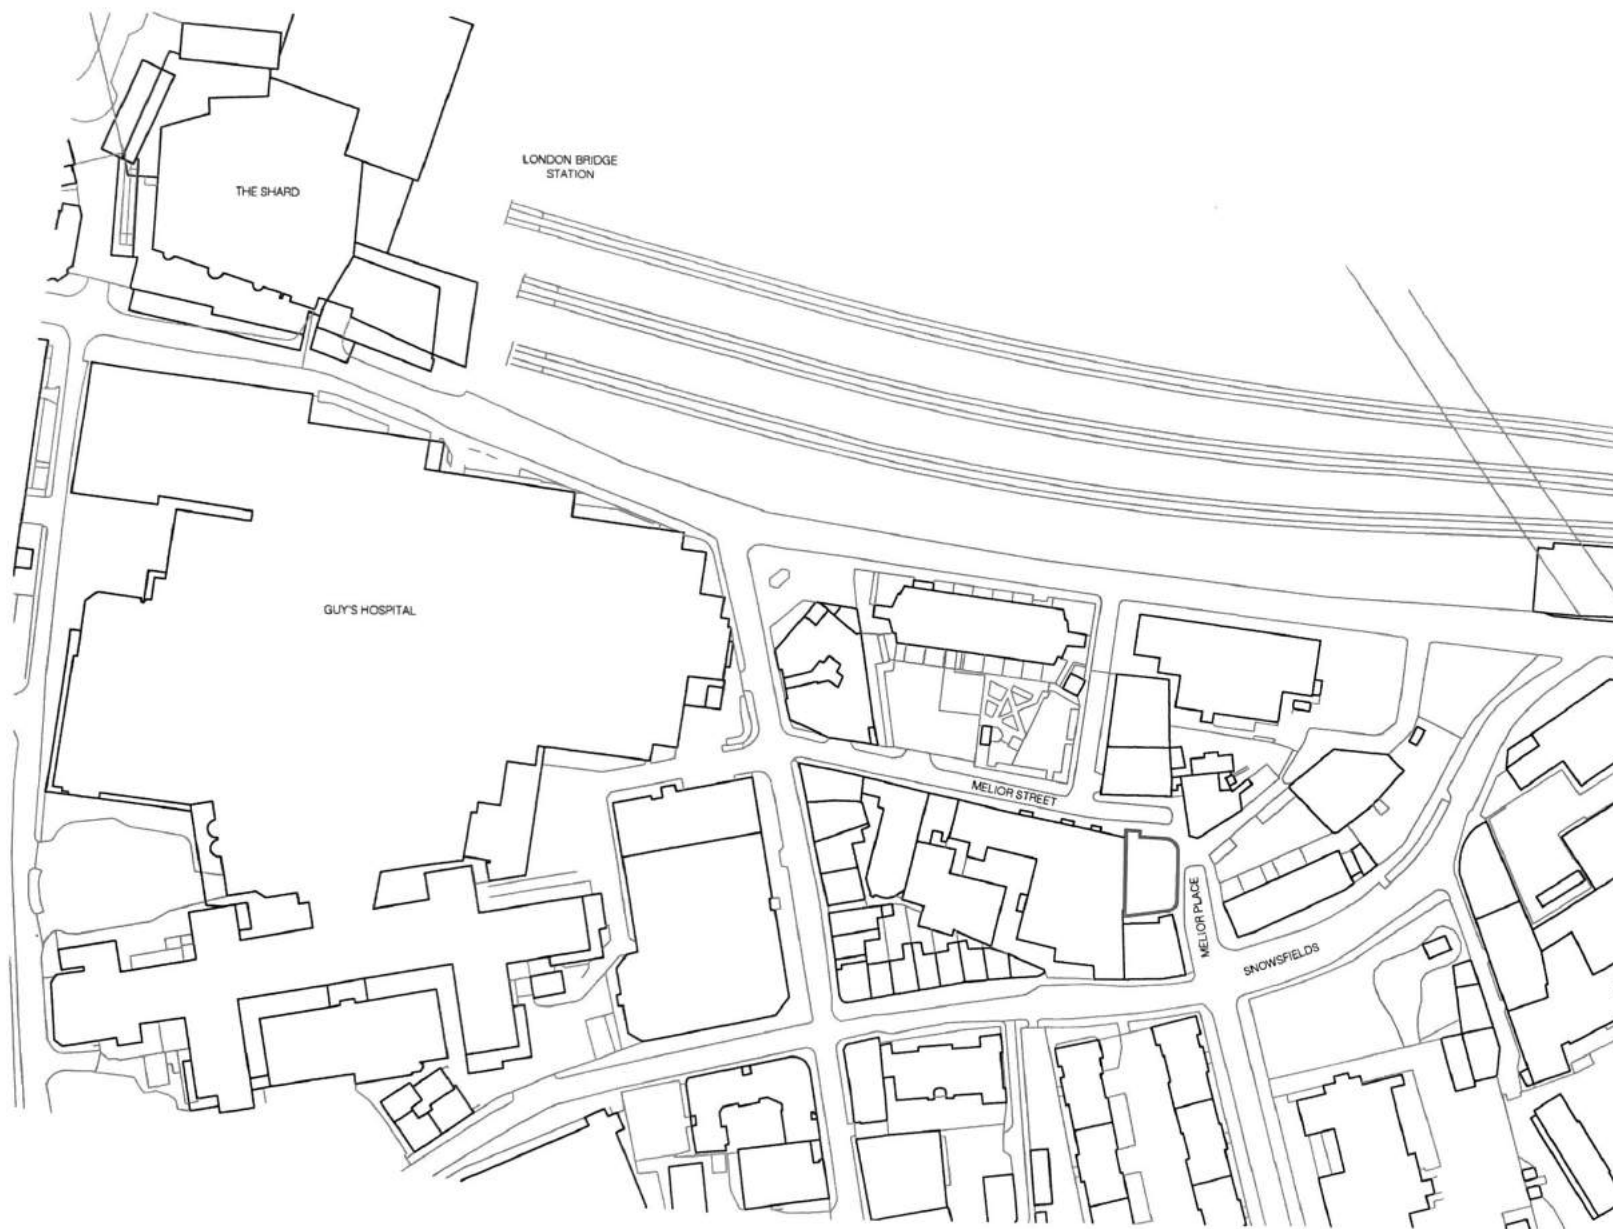 LONDON BRIDGE
STATION
THE SHARD
GUY'S HOSPITAL
MELIOR STREET
MELIOR PLACE
SNOWSFIELDS